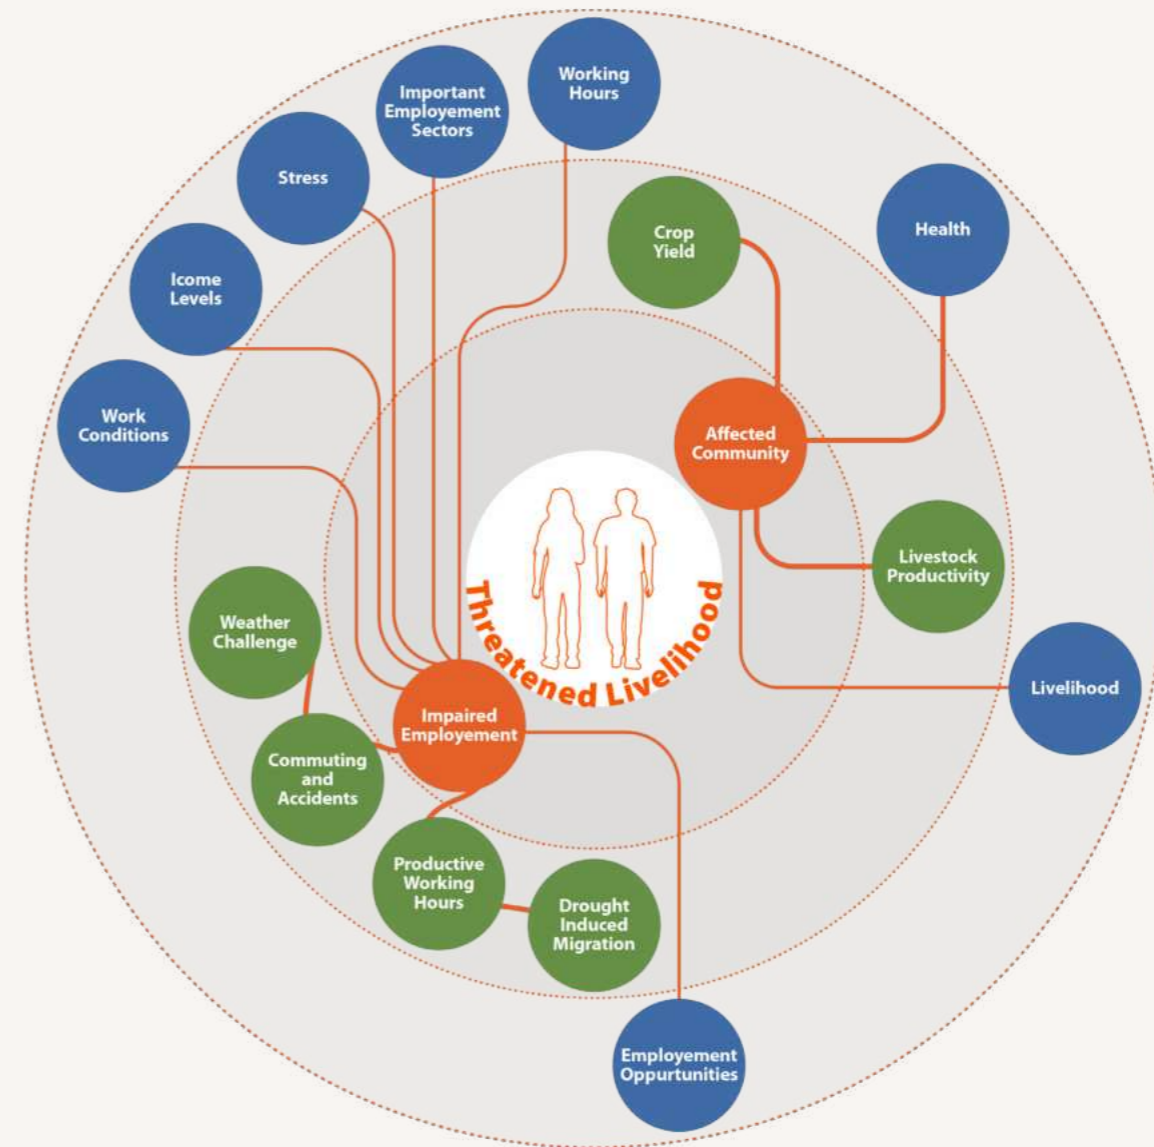 Working
Hours
Important
Employement
Sectors
Stress
Crop
Yield
Health
Icome
Levels
Work
Conditions
Affected
Community
Livestock
Productivity
Threatened Livelihood
Weather
Challenge
Livelihood
Impaired
Employement
Commuting
and
Accidents
Productive
Working
Hours
Drought
Induced
Migration
Employement
Oppurtunities